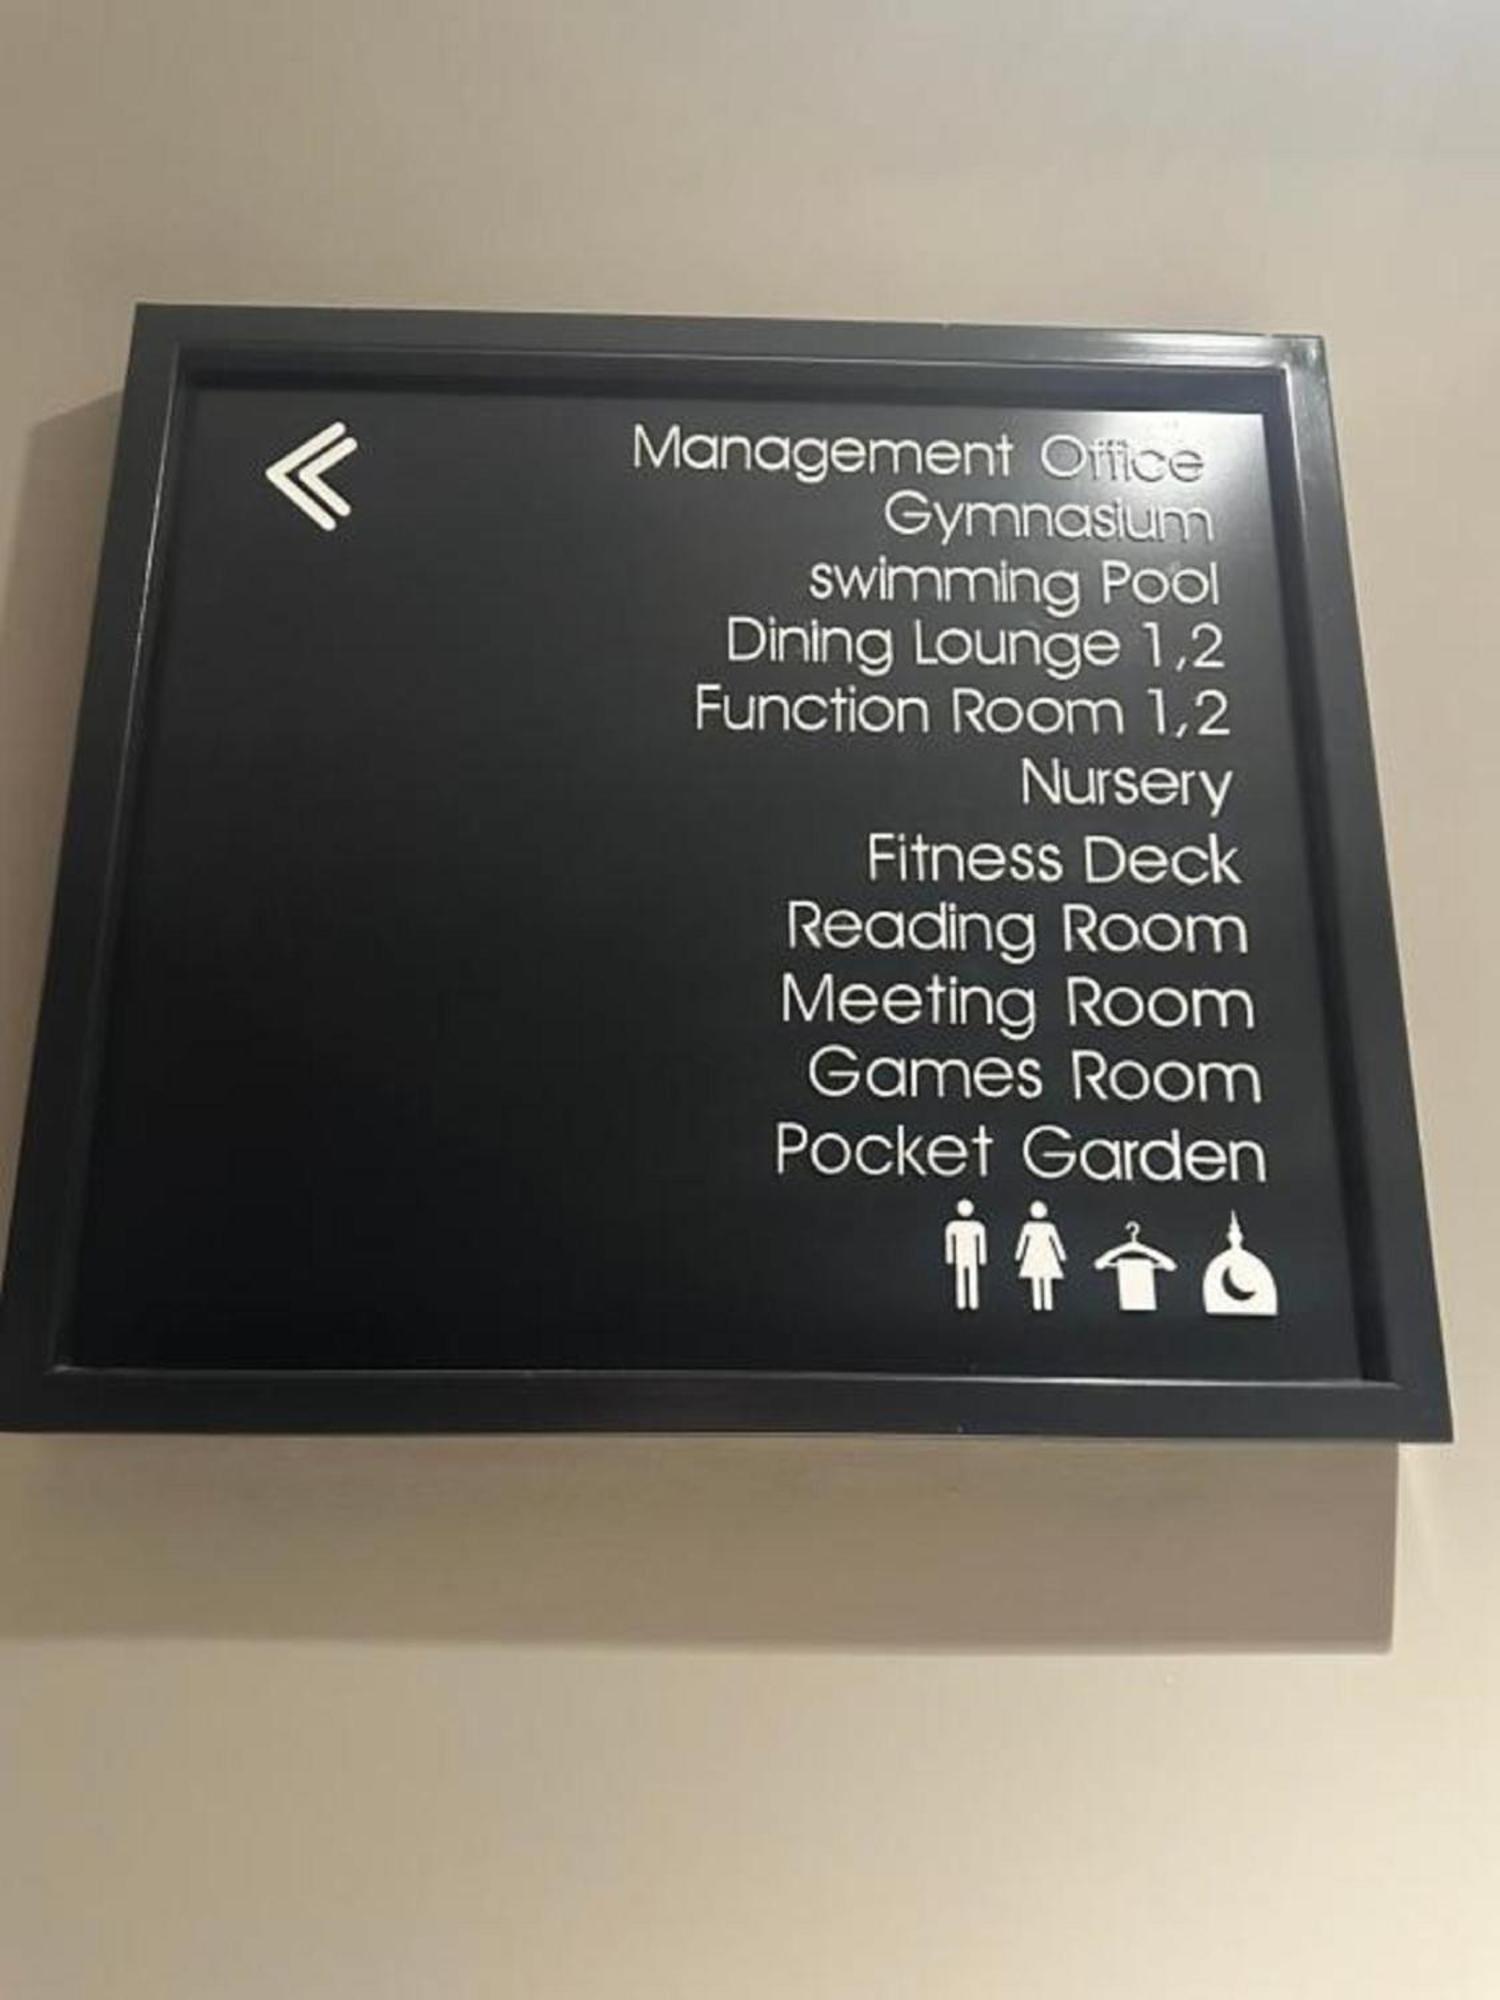 Management Office
Gymnasium
swimming Pool
Dining Lounge 1,2
Function Room 1,2
Nursery
Fitness Deck
Reading Room
Meeting Room
Games Room
Pocket Garden